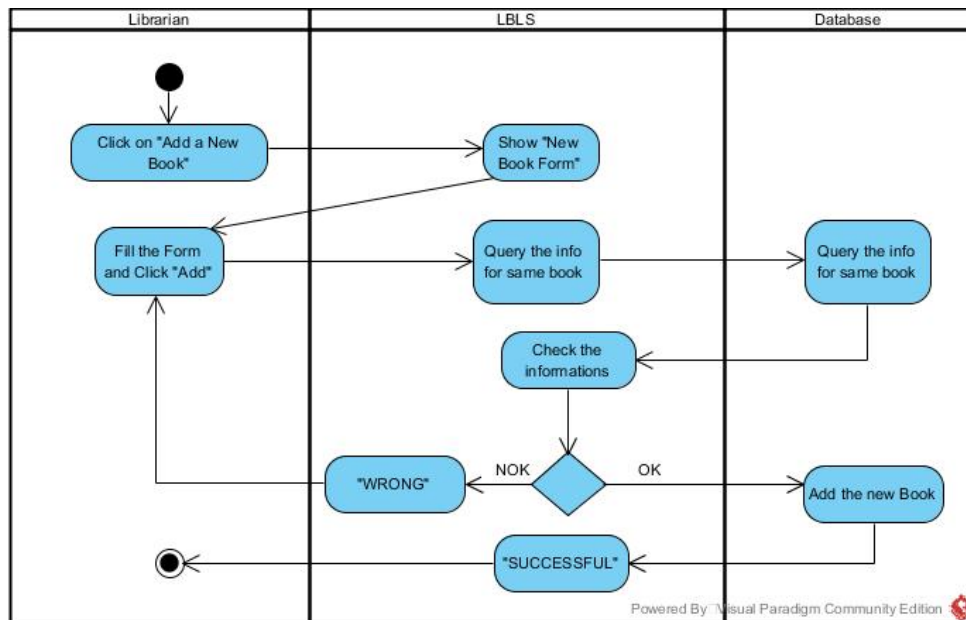 Librarian
LBLS
Database
Click on "Add a New
Book"
Show "New
Book Form"
Fill the Form
and Click "Add"
Query the info
for same book
Query the info
for same book
Check the
informations
NOK
OK
"WRONG"
Add the new Book
"SUCCESSFUL"
Powered By Visual Paradigm Community Edition